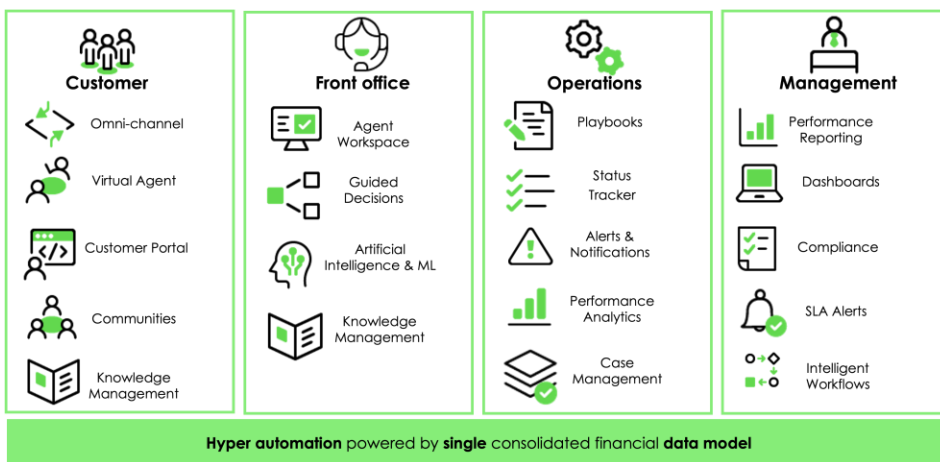 Customer
Omni-channel
Virtual Agent
Customer Portal
Communities
Knowledge
Management
Front office
Agent
Workspace
Guided
Decisions
Artificial
Intelligence & ML
Knowledge
Management
Operations
Playbooks
Status
Tracker
Alerts &
Notifications
Performance
Analytics
Case
Management
Management
Performance
Reporting
Dashboards
Compliance
SLA Alerts
Intelligent
Workflows
Hyper automation powered by single consolidated financial data model